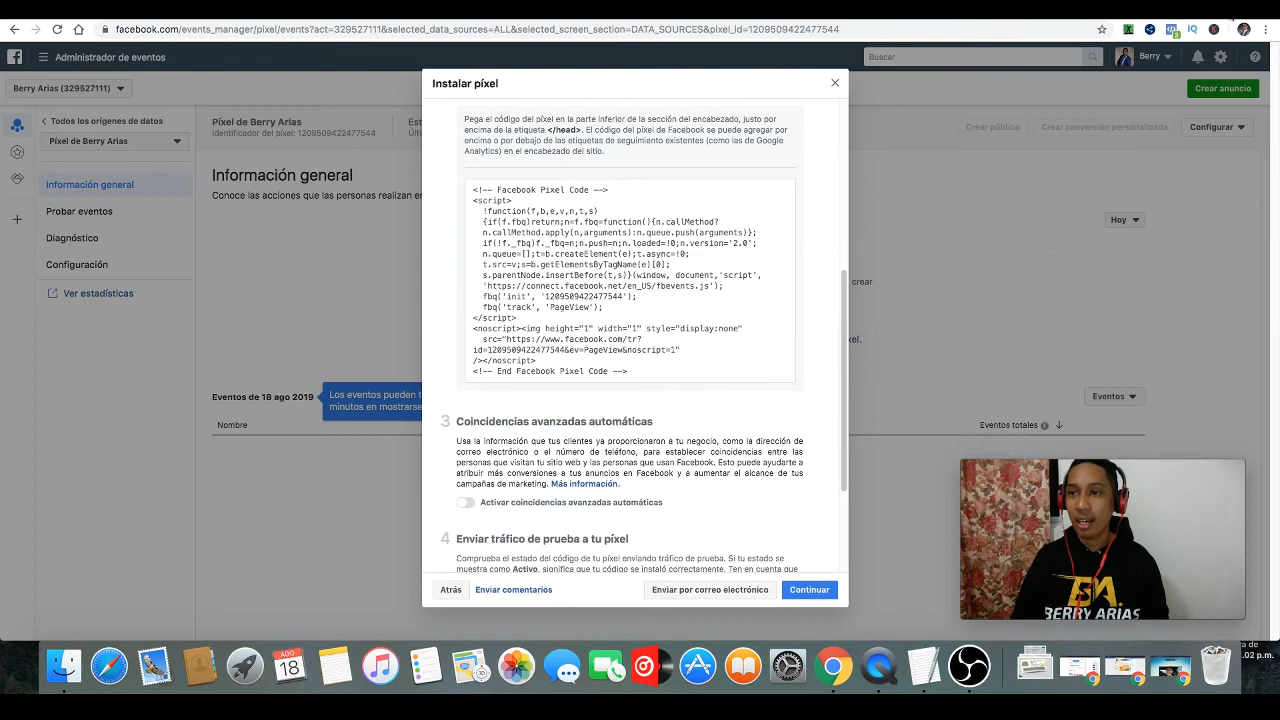 facebook.com/events_manager/pixel/events?act=329527111&selected_data_sources=ALL&selected_screen_section=DATA_SOURCES&pixel_id=1209509422477544
Administrador de eventos
Buscar
Berry
Berry Arias (329527111)
Crear anuncio
Todos los orígenes de datos
Píxel de Berry Arias
Información general
Probar eventos
Diagnóstico
Configuración
Ver estadísticas
Píxel de Berry Arias
Identificador del píxel: 1209509422477544
Crear público
Crear conversión personalizada
Configurar
Información general
Conoce las acciones que las personas realizan en
Hoy
crear
xel.
Eventos de 18 ago 2019
Los eventos pueden t
minutos en mostrarse
Eventos
Nombre
Eventos totales
Instalar píxel
Pega el código del píxel en la parte inferior de la sección del encabezado, justo por
encima de la etiqueta </head>. El código del píxel de Facebook se puede agregar por
encima o por debajo de las etiquetas de seguimiento existentes (como las de Google
Analytics) en el encabezado del sitio.
<!-- Facebook Pixel Code -->
<script>
!function(f,b,e,v,n,t,s)
{if(f.fbq)return;n=f.fbq=function(){n.callMethod?
n.callMethod.apply(n,arguments):n.queue.push(arguments)};
if(!f._fbq)f._fbq=n;n.push=n;n.loaded=!0;n.version='2.0';
n.queue=[];t=b.createElement(e);t.async=!0;
t.src=v;s=b.getElementsByTagName(e)[0];
s.parentNode.insertBefore(t,s)}(window, document,'script',
'https://connect.facebook.net/en_US/fbevents.js');
fbq('init', '1209509422477544');
fbq('track', 'PageView');
</script>
<noscript><img height="1" width="1" style="display:none"
src="https://www.facebook.com/tr?
id=1209509422477544&ev=PageView&noscript=1"
/></noscript>
<!-- End Facebook Pixel Code -->
3 Coincidencias avanzadas automáticas
Usa la información que tus clientes ya proporcionaron a tu negocio, como la dirección de
correo electrónico o el número de teléfono, para establecer coincidencias entre las
personas que visitan tu sitio web y las personas que usan Facebook. Esto puede ayudarte a
atribuir más conversiones a tus anuncios en Facebook y a aumentar el alcance de tus
campañas de marketing. Más información.
Activar coincidencias avanzadas automáticas
4 Enviar tráfico de prueba a tu píxel
Comprueba el estado del código de tu píxel enviando tráfico de prueba. Si tu estado se
muestra como Activo, significa que tu código se instaló correctamente. Ten en cuenta que
Atrás
Enviar comentarios
Enviar por correo electrónico
Continuar
BERRY ARIAS
AGO
18